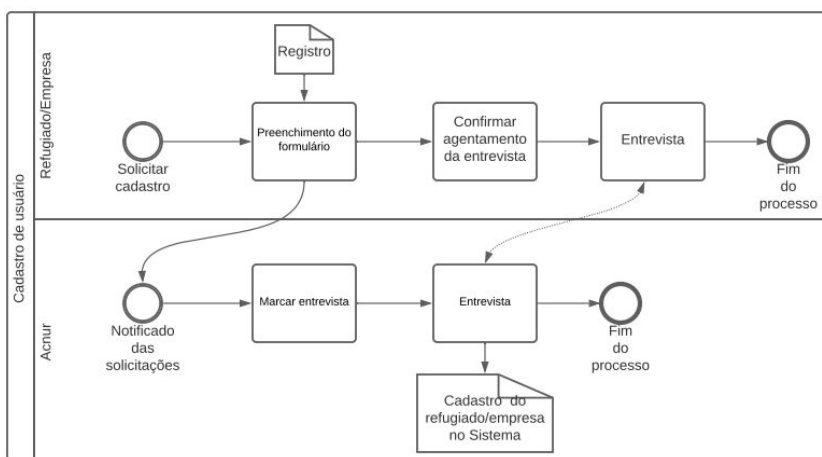 Cadastro de usuário
Refugiado/Empresa
Registro
Solicitar
cadastro
Preenchimento do
formulário
Confirmar
agentamento
da entrevista
Entrevista
Fim
do
processo
Acnur
Notificado
das
solicitações
Marcar entrevista
Entrevista
Fim
do
processo
Cadastro do
refugiado/empresa
no Sistema